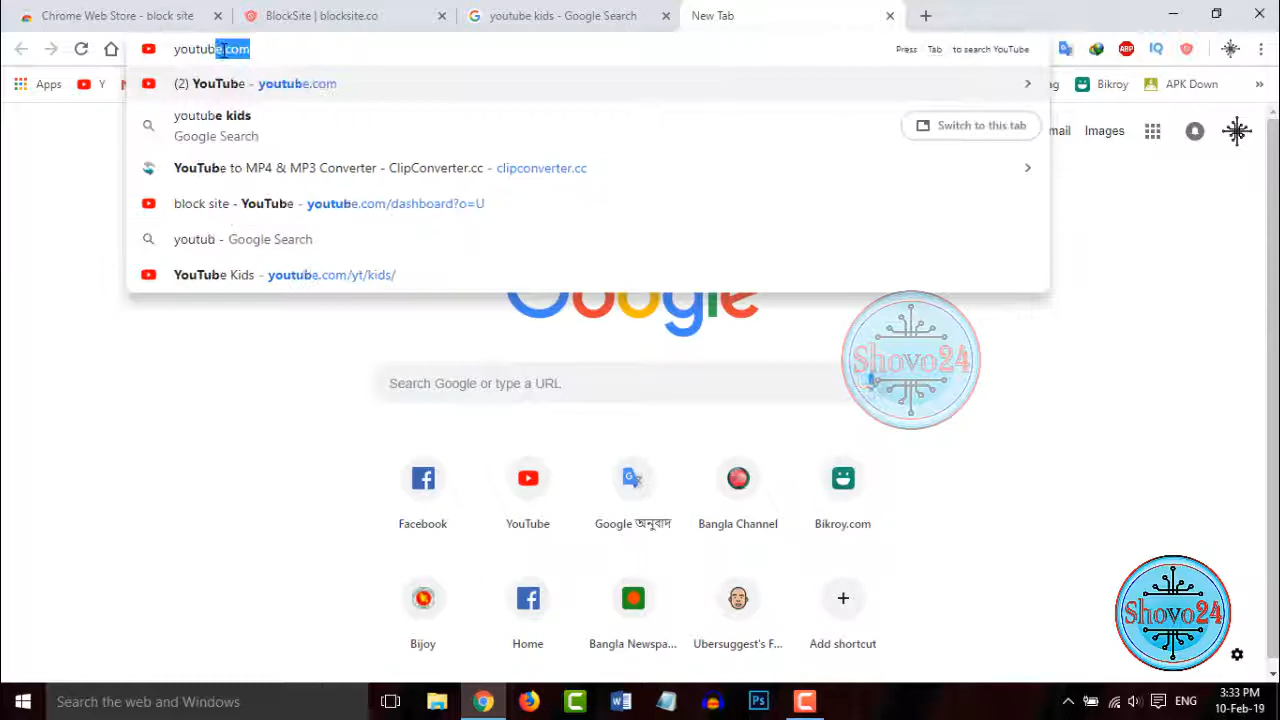 Chrome Web Store - block site
BlockSite | blocksite.co
youtube kids - Google Search
New Tab
youtube.com
Press Tab to search YouTube
ABP
IQ
Apps
Y
(2) YouTube - youtube.com
Bikroy
APK Down
youtube kids
Google Search
Switch to this tab
Images
YouTube to MP4 & MP3 Converter - ClipConverter.cc - clipconverter.cc
block site - YouTube - youtube.com/dashboard?o=U
youtub - Google Search
YouTube Kids - youtube.com/yt/kids/
Google
Shovo24
Search Google or type a URL
Facebook
YouTube
Google অনুবাদ
Bangla Channel
Bikroy.com
Shovo24
Bijoy
Home
Bangla Newspa...
Ubersuggest's F...
Add shortcut
Search the web and Windows
ENG
3:33 PM
10-Feb-19